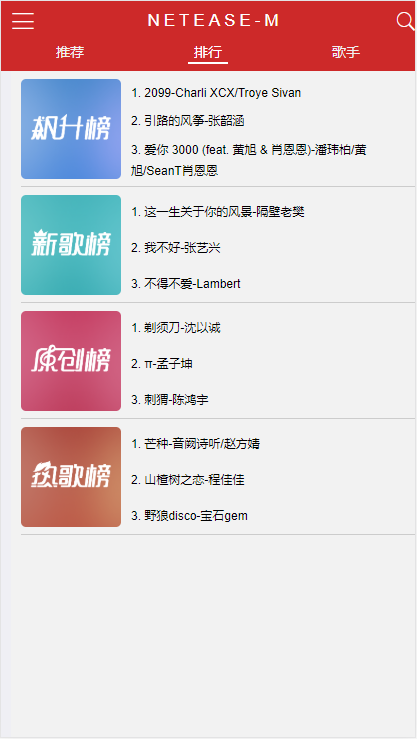 NETEASE-M
推荐 排行 歌手
飙升榜
1. 2099-Charli XCX/Troye Sivan
2. 引路的风筝-张韶涵
3. 爱你 3000 (feat. 黄旭 & 肖恩恩)-潘玮柏/黄
旭/SeanT肖恩恩
新歌榜
1. 这一生关于你的风景-隔壁老樊
2. 我不好-张艺兴
3. 不得不爱-Lambert
原创榜
1. 剃须刀-沈以诚
2. π-孟子坤
3. 刺猬-陈鸿宇
热歌榜
1. 芒种-音阙诗听/赵方婧
2. 山楂树之恋-程佳佳
3. 野狼disco-宝石gem